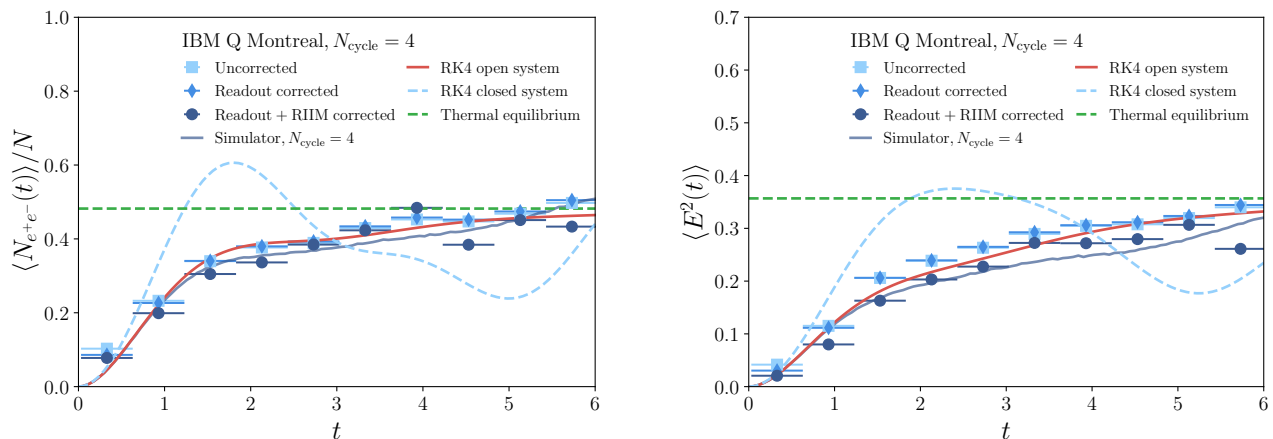 IBM Q Montreal, N_cycle = 4
Uncorrected
Readout corrected
Readout + RIIM corrected
Simulator, N_cycle = 4
RK4 open system
RK4 closed system
Thermal equilibrium
⟨N_{e⁺e⁻}(t)⟩/N
1.0
0.8
0.6
0.4
0.2
0.0
0 1 2 3 4 5 6
t
IBM Q Montreal, N_cycle = 4
Uncorrected
Readout corrected
Readout + RIIM corrected
Simulator, N_cycle = 4
RK4 open system
RK4 closed system
Thermal equilibrium
⟨E²(t)⟩
0.7
0.6
0.5
0.4
0.3
0.2
0.1
0.0
0 1 2 3 4 5 6
t